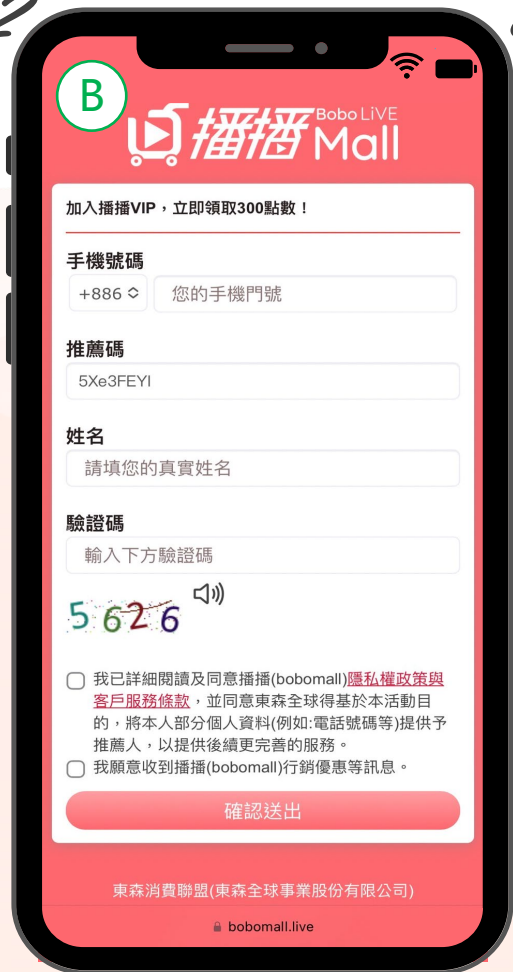 B
播播 Bobo LiVE Mall
加入播播VIP，立即領取300點數！
手機號碼
+886 您的手機門號
推薦碼
5Xe3FEYI
姓名
請填您的真實姓名
驗證碼
輸入下方驗證碼
5 6 2 6
我已詳細閱讀及同意播播(bobomall)隱私權政策與
客戶服務條款，並同意東森全球得基於本活動目
的，將本人部分個人資料(例如:電話號碼等)提供予
推薦人，以提供後續更完善的服務。
我願意收到播播(bobomall)行銷優惠等訊息。
確認送出
東森消費聯盟(東森全球事業股份有限公司)
bobomall.live